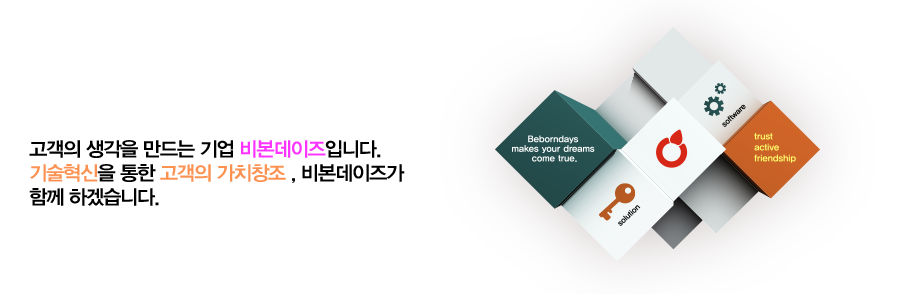 고객의 생각을 만드는 기업 비본데이즈입니다.
기술혁신을 통한 고객의 가치창조 , 비본데이즈가
함께 하겠습니다.
Beborndays
makes your dreams
come true.
software
trust
active
friendship
solution